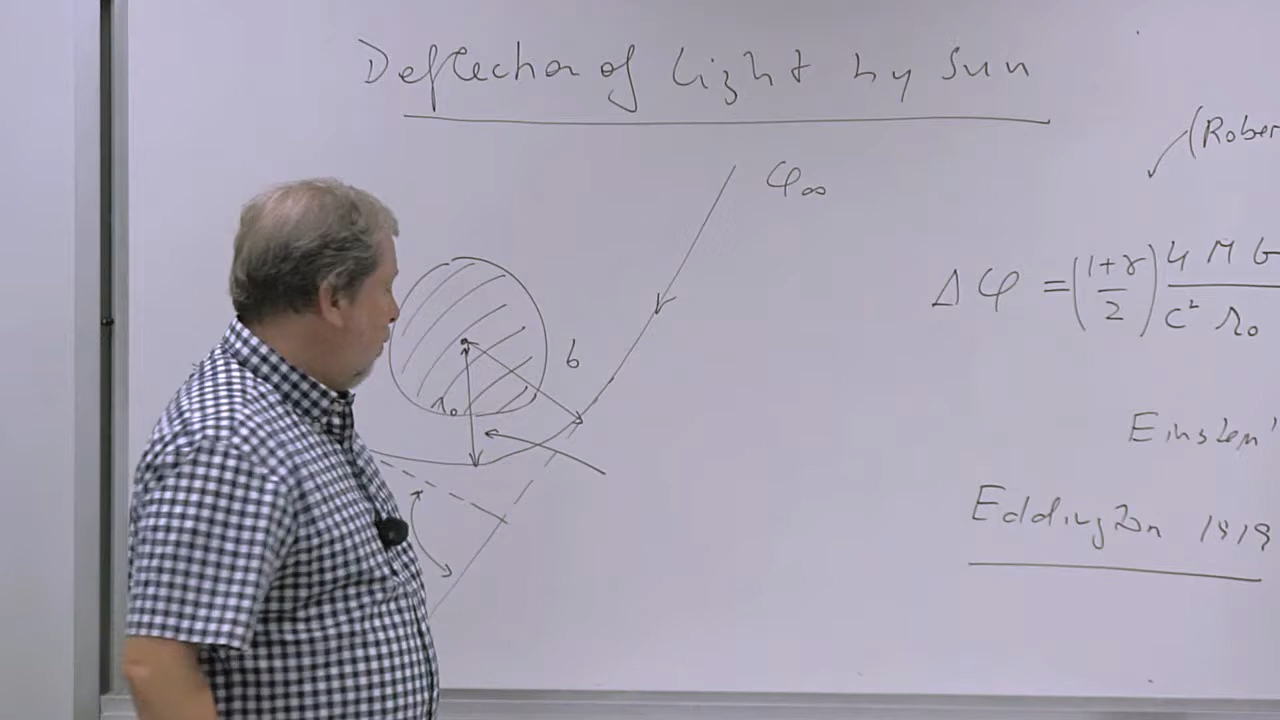 Deflection of light by Sun
(Rober
φ∞
Δφ = (1+γ/2) 4MG/c² r₀
b
r₀
Einstein'
Eddington 1919